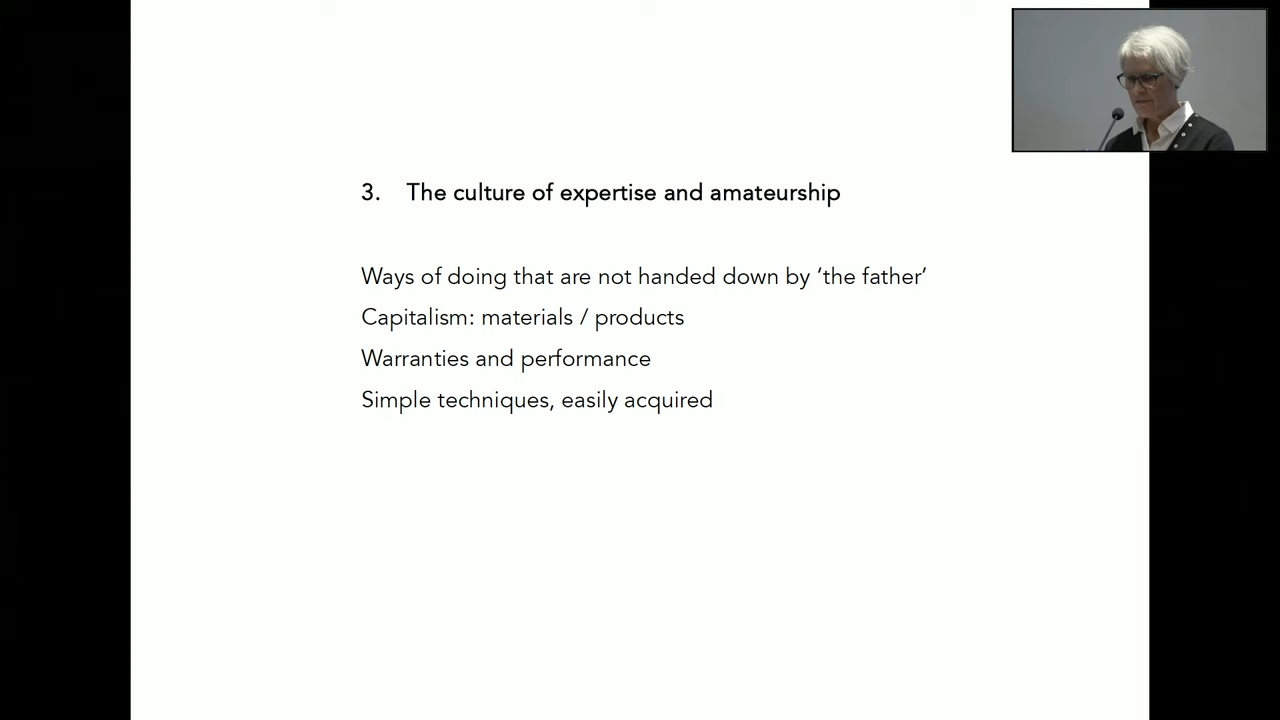 3. The culture of expertise and amateurship
Ways of doing that are not handed down by ‘the father’
Capitalism: materials / products
Warranties and performance
Simple techniques, easily acquired